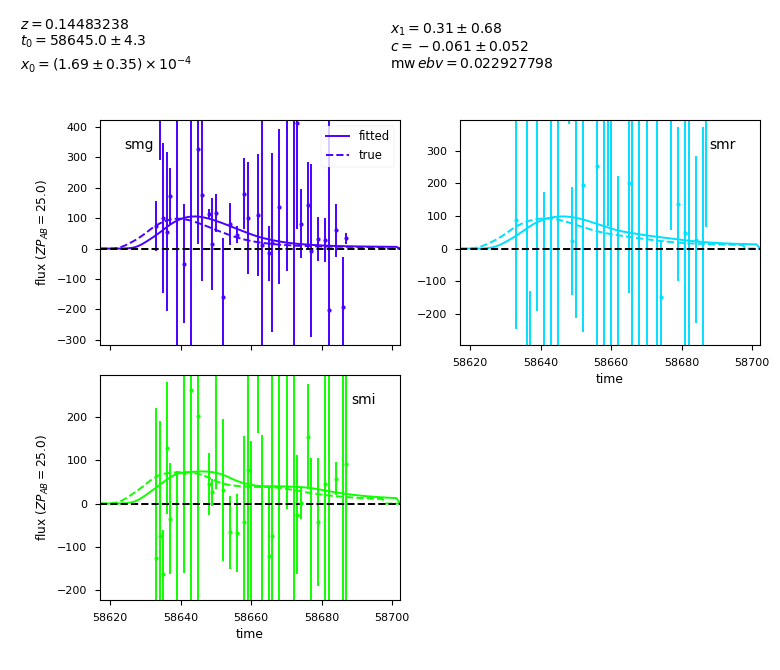 z = 0.14483238
t₀ = 58645.0 ± 4.3
x₀ = (1.69 ± 0.35) × 10⁻⁴
x₁ = 0.31 ± 0.68
c = −0.061 ± 0.052
mw ebv = 0.022927798
smg
fitted
true
400
300
200
100
0
−100
−200
−300
flux (ZP_AB = 25.0)
smr
300
200
100
0
−100
−200
58620 58640 58660 58680 58700
time
smi
200
100
0
−100
−200
flux (ZP_AB = 25.0)
58620 58640 58660 58680 58700
time